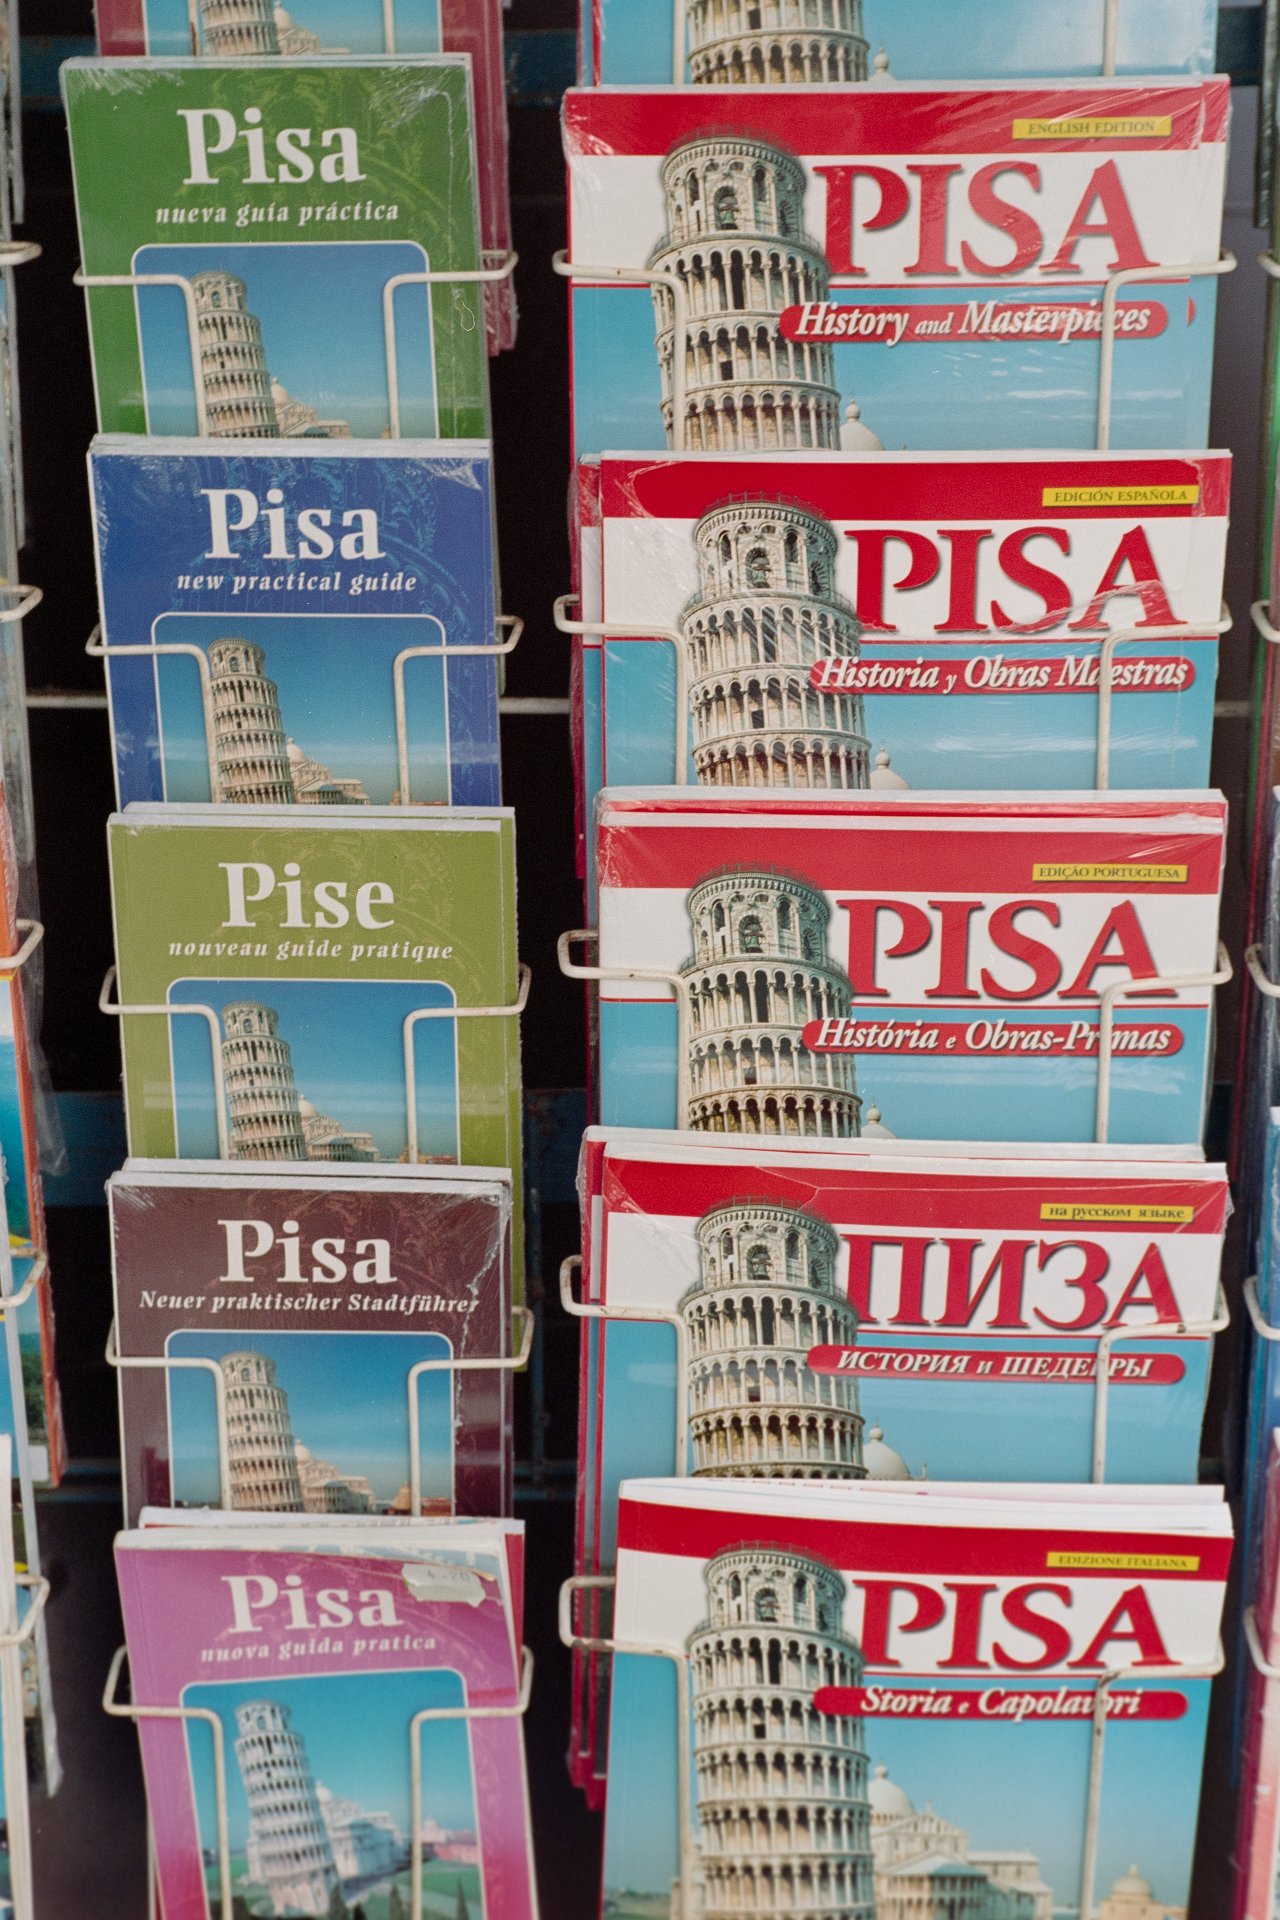 Pisa
nueva guía práctica
Pisa
new practical guide
Pise
nouveau guide pratique
Pisa
Neuer praktischer Stadtführer
4.-20
Pisa
nuova guida pratica
ENGLISH EDITION
PISA
History and Masterpieces
EDICIÓN ESPAÑOLA
PISA
Historia y Obras Maestras
EDIÇÃO PORTUGUESA
PISA
História e Obras-Primas
на русском языке
ПИЗА
ИСТОРИЯ и ШЕДЕВРЫ
EDIZIONE ITALIANA
PISA
Storia e Capolavori